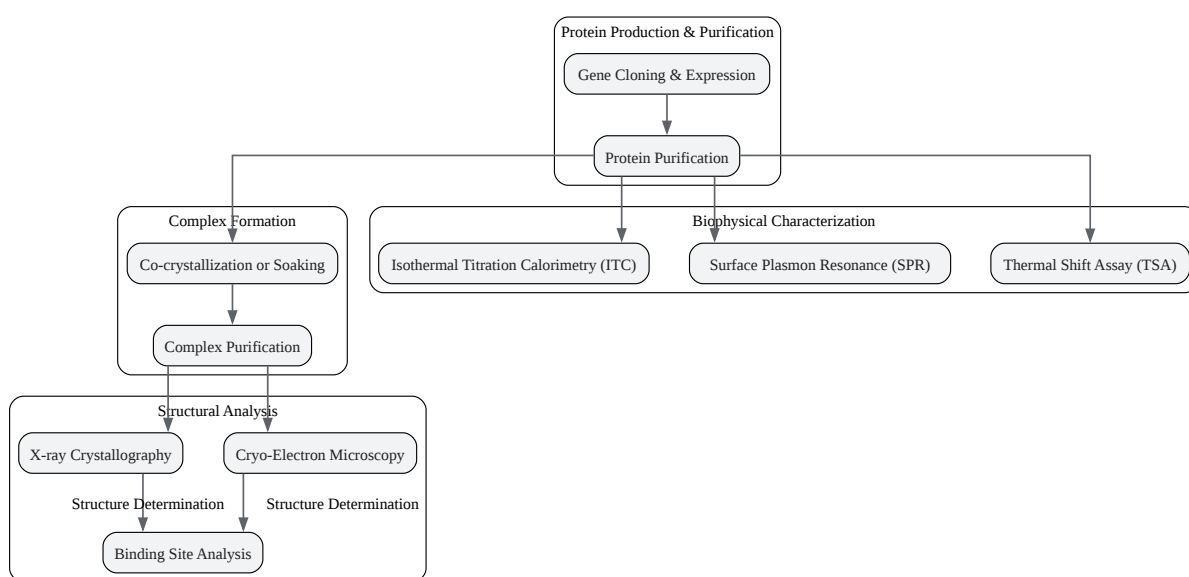 Protein Production & Purification
Gene Cloning & Expression
Protein Purification
Complex Formation
Biophysical Characterization
Co-crystallization or Soaking
Isothermal Titration Calorimetry (ITC)
Surface Plasmon Resonance (SPR)
Thermal Shift Assay (TSA)
Complex Purification
Structural Analysis
X-ray Crystallography
Cryo-Electron Microscopy
Structure Determination
Structure Determination
Binding Site Analysis